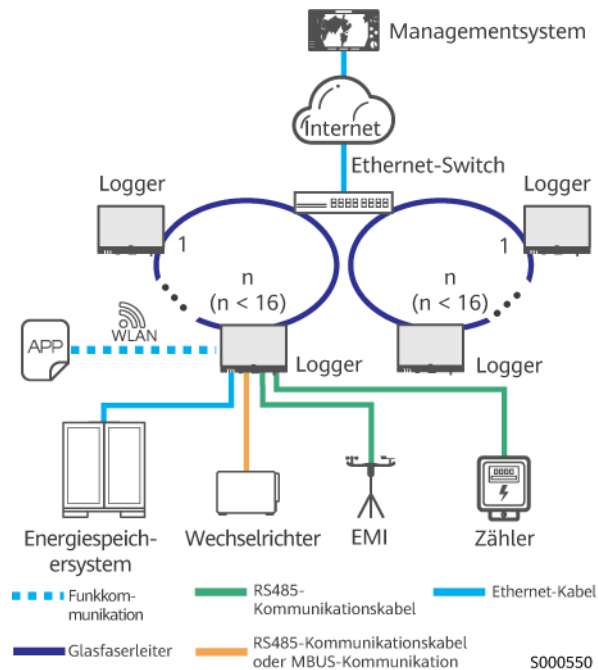 Managementsystem
Internet
Ethernet-Switch
Logger
Logger
1
1
n
(n < 16)
n
(n < 16)
WLAN
APP
Logger
Logger
Energiespeich-
ersystem
Wechselrichter
EMI
Zähler
Funkkom-
munikation
RS485-
Kommunikationskabel
Ethernet-Kabel
Glasfaserleiter
RS485-Kommunikationskabel
oder MBUS-Kommunikation
S000550